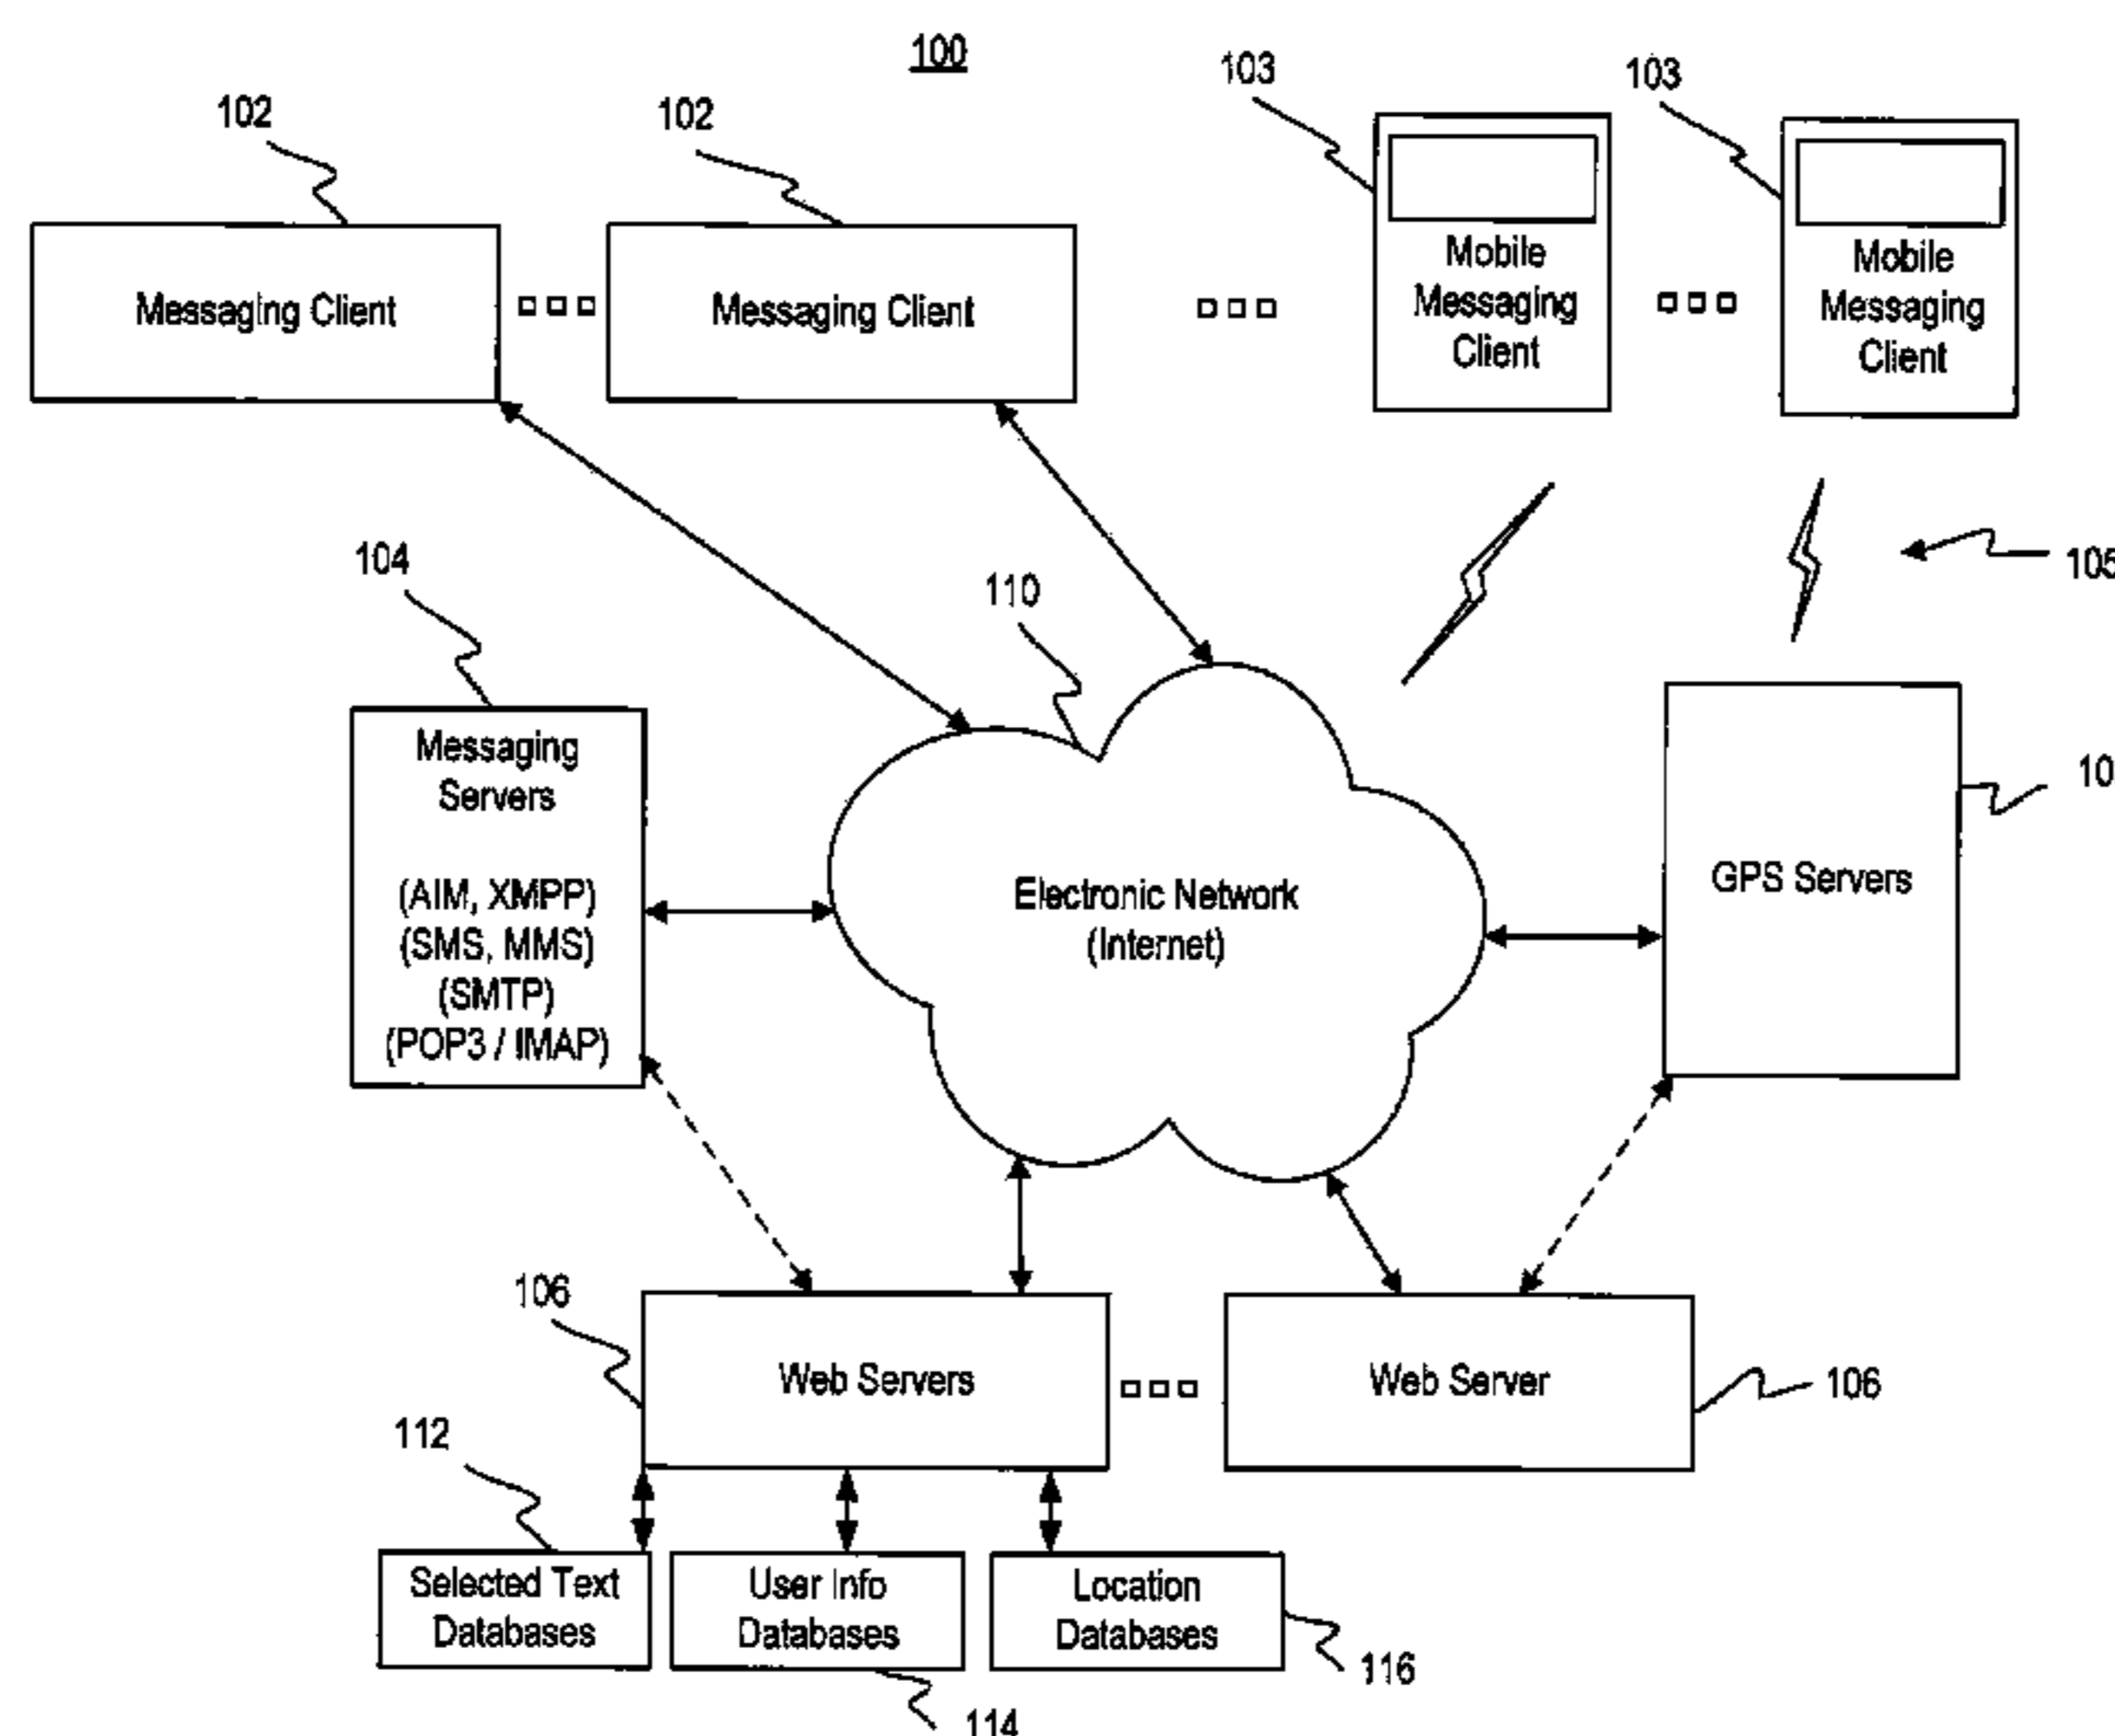 100
102
102
103
103
Messaging Client
Messaging Client
Mobile
Messaging
Client
Mobile
Messaging
Client
104
110
105
Messaging
Servers
(AIM, XMPP)
(SMS, MMS)
(SMTP)
(POP3 / IMAP)
Electronic Network
(Internet)
GPS Servers
10
106
Web Servers
Web Server
106
112
Selected Text
Databases
User Info
Databases
Location
Databases
116
114